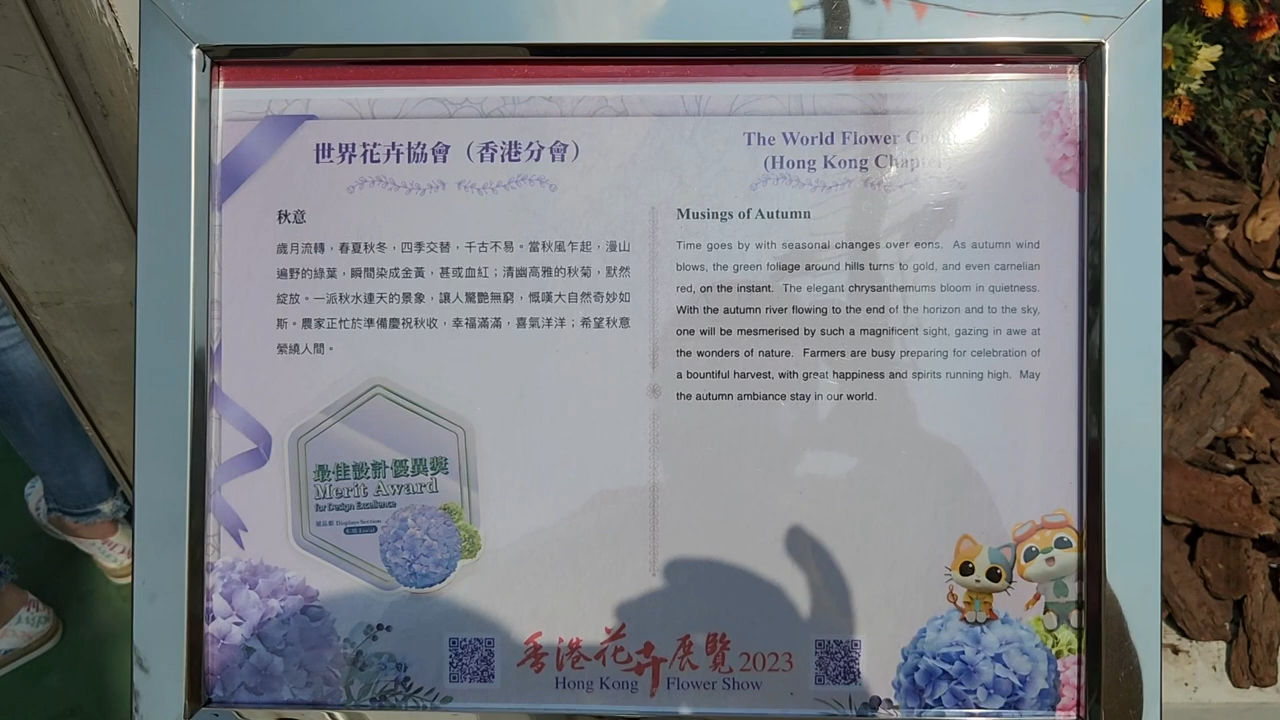 世界花卉協會（香港分會）
秋意
歲月流轉，春夏秋冬，四季交替，千古不易。當秋風乍起，漫山
遍野的綠葉，瞬間染成金黃，甚或血紅；清幽高雅的秋菊，默然
綻放。一派秋水連天的景象，讓人驚艷無窮，慨嘆大自然奇妙如
斯。農家正忙於準備慶祝秋收，幸福滿滿，喜氣洋洋；希望秋意
縈繞人間。
The World Flower
(Hong Kong Chapter)
Musings of Autumn
Time goes by with seasonal changes over eons. As autumn wind
blows, the green foliage around hills turns to gold, and even carnelian
red, on the instant. The elegant chrysanthemums bloom in quietness.
With the autumn river flowing to the end of the horizon and to the sky,
one will be mesmerised by such a magnificent sight, gazing in awe at
the wonders of nature. Farmers are busy preparing for celebration of
a bountiful harvest, with great happiness and spirits running high. May
the autumn ambiance stay in our world.
最佳設計優異獎
Merit Award
for Design Excellence
Displays Section
香港花卉展覽2023
Hong Kong Flower Show